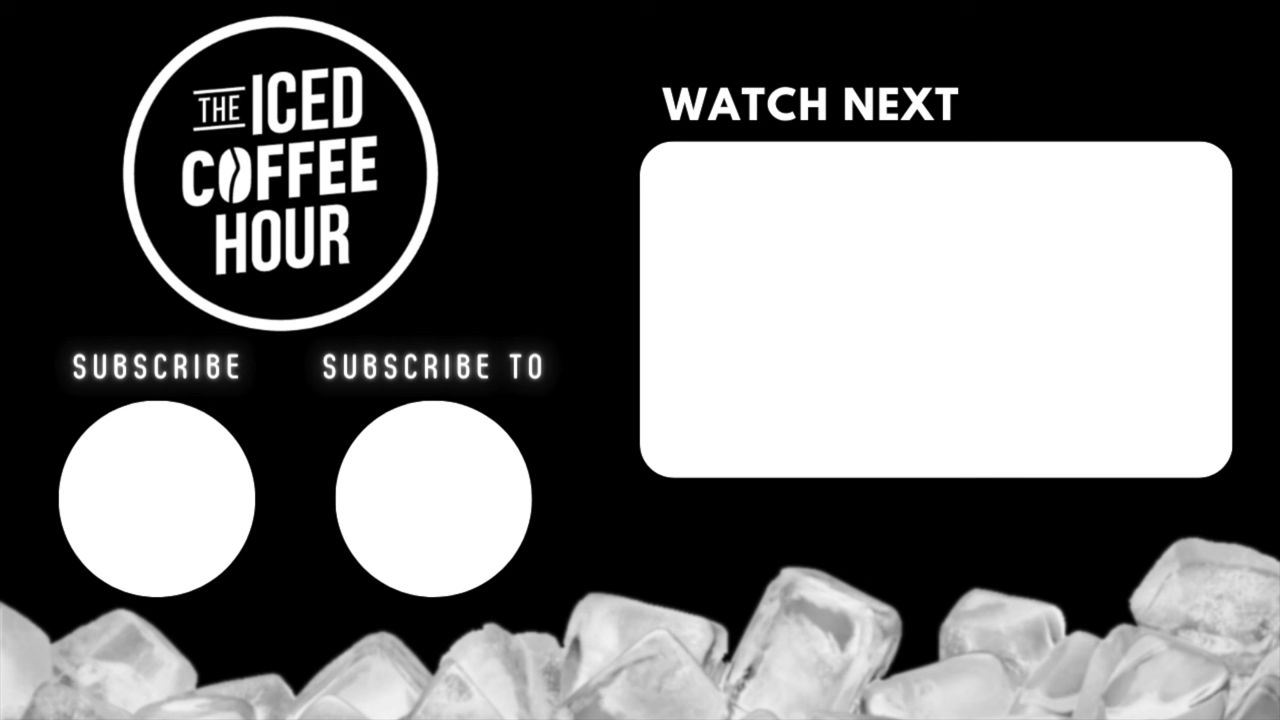 THE ICED
COFFEE
HOUR
WATCH NEXT
SUBSCRIBE
SUBSCRIBE TO